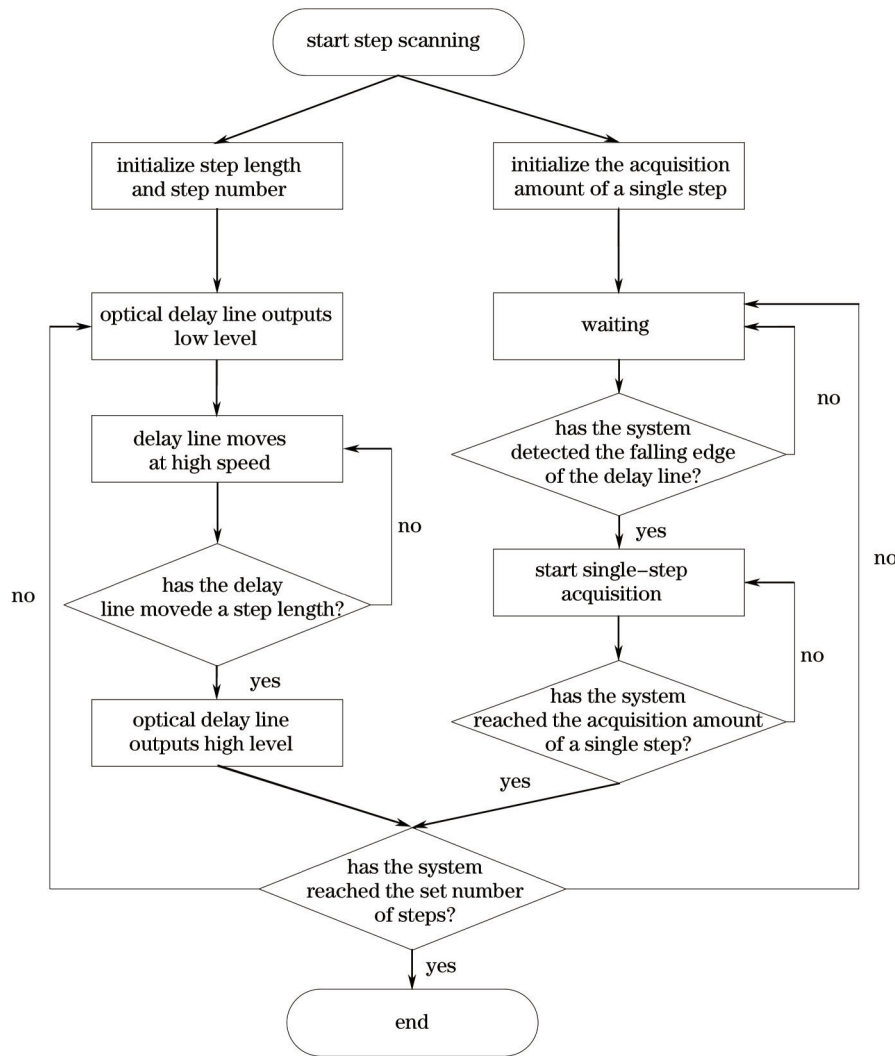 start step scanning
initialize step length
and step number
initialize the acquisition
amount of a single step
optical delay line outputs
low level
waiting
no
delay line moves
at high speed
has the system
detected the falling edge
of the delay line?
no
yes
no
no
has the delay
line movede a step length?
start single-step
acquisition
no
yes
optical delay line
outputs high level
has the system
reached the acquisition amount
of a single step?
yes
has the system
reached the set number
of steps?
yes
end